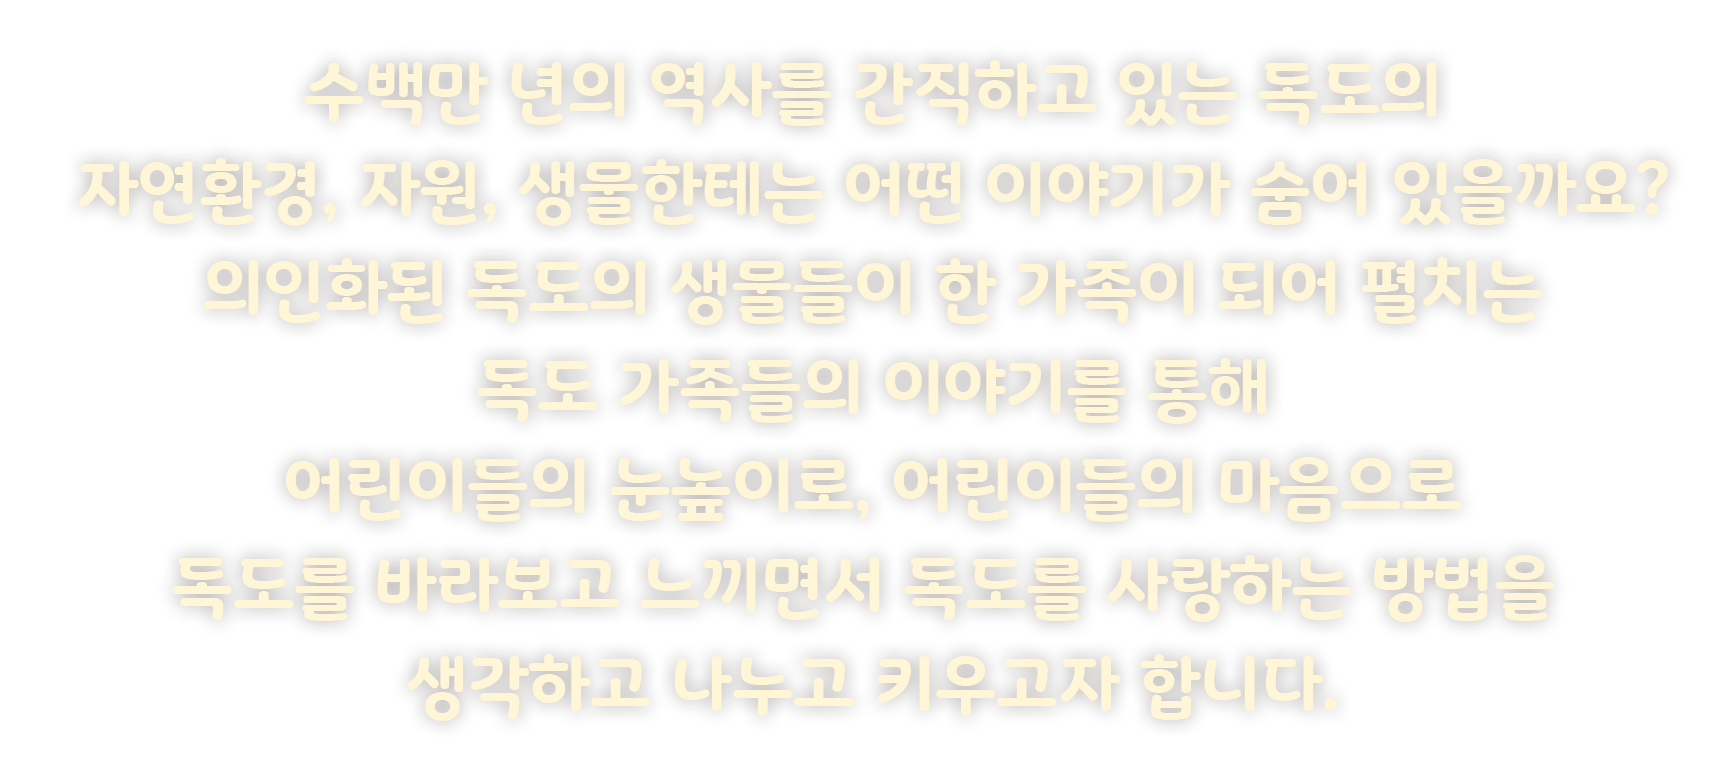 수백만 년의 역사를 간직하고 있는 독도의
자연환경, 자원, 생물한테는 어떤 이야기가 숨어 있을까요?
의인화된 독도의 생물들이 한 가족이 되어 펼치는
독도 가족들의 이야기를 통해
어린이들의 눈높이로, 어린이들의 마음으로
독도를 바라보고 느끼면서 독도를 사랑하는 방법을
생각하고 나누고 키우고자 합니다.